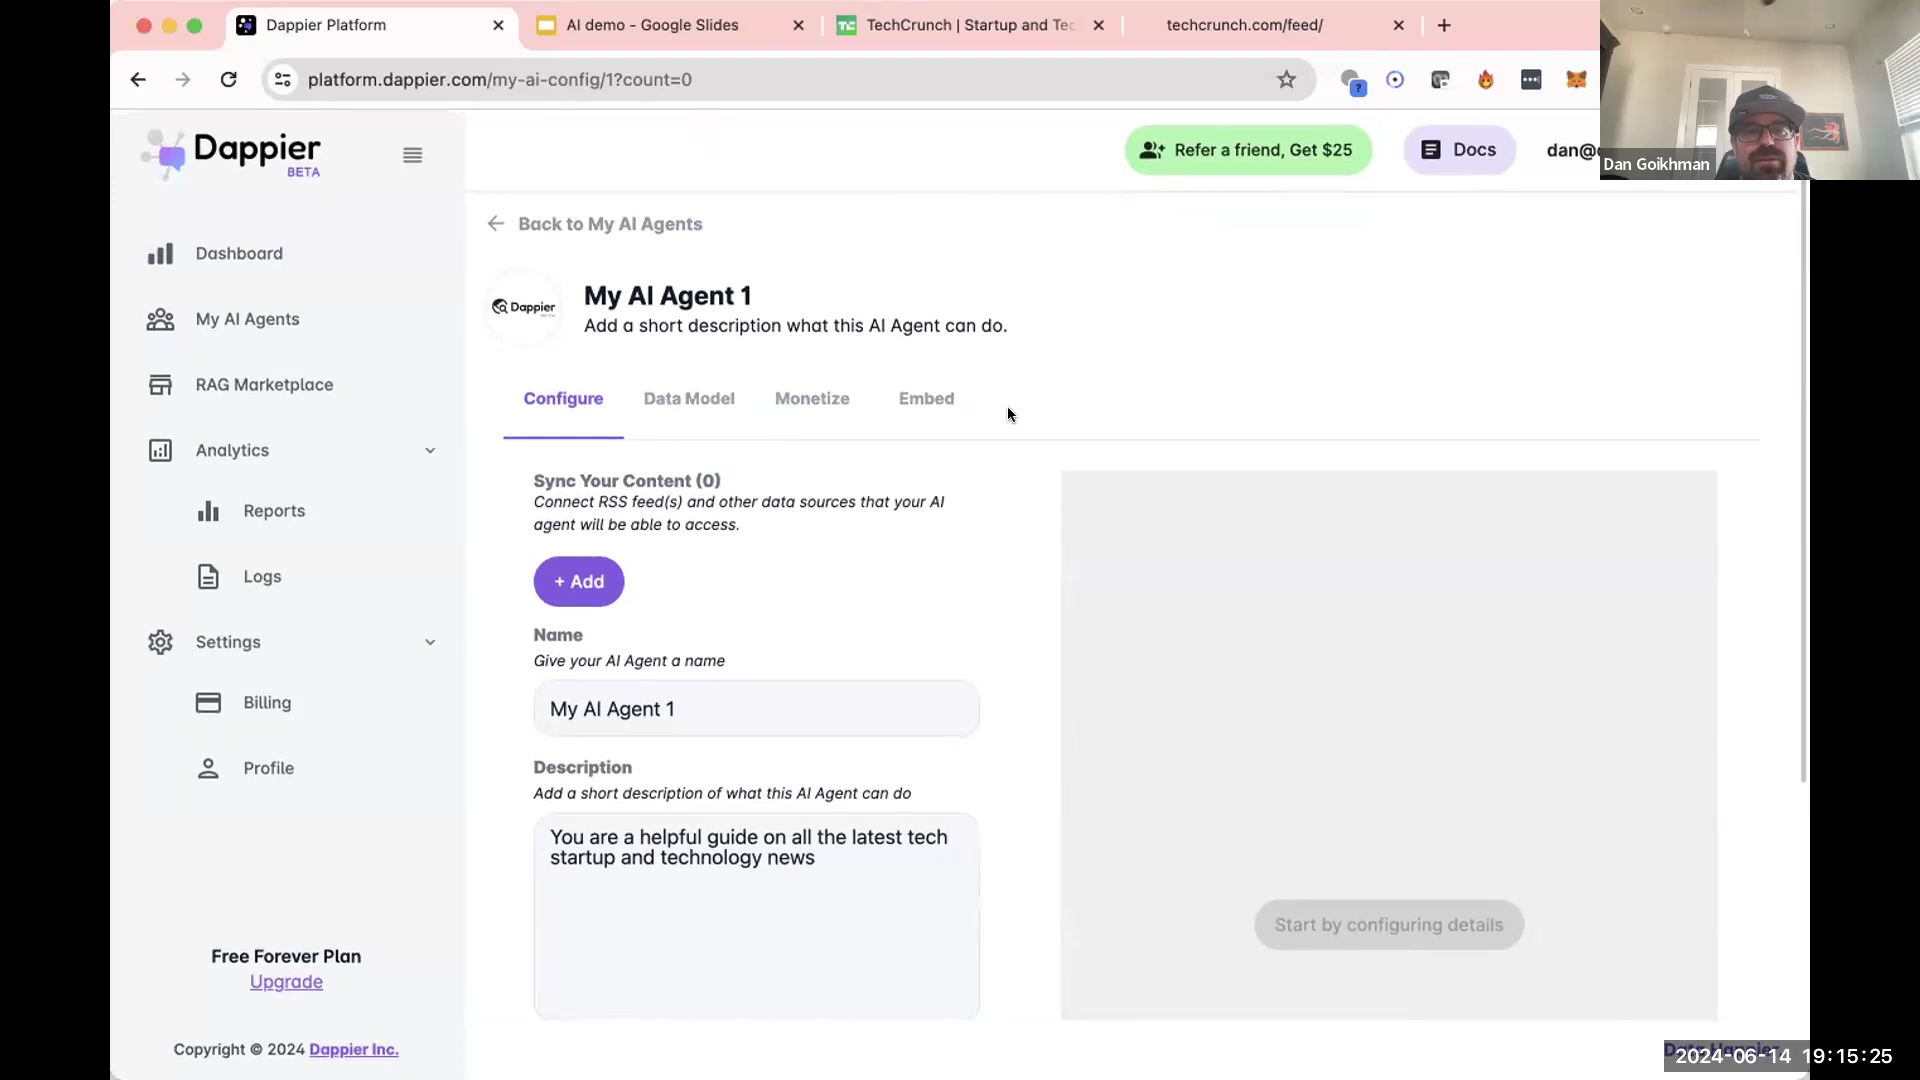 Dappier Platform
AI demo - Google Slides
TechCrunch | Startup and Tec
techcrunch.com/feed/
platform.dappier.com/my-ai-config/1?count=0
Dappier
BETA
Refer a friend, Get $25
Docs
dan@
Dan Goikhman
Dashboard
My AI Agents
RAG Marketplace
Analytics
Reports
Logs
Settings
Billing
Profile
Free Forever Plan
Upgrade
Copyright © 2024 Dappier Inc.
Back to My AI Agents
Dappier
My AI Agent 1
Add a short description what this AI Agent can do.
Configure
Data Model
Monetize
Embed
Sync Your Content (0)
Connect RSS feed(s) and other data sources that your AI
agent will be able to access.
+ Add
Name
Give your AI Agent a name
My AI Agent 1
Description
Add a short description of what this AI Agent can do
You are a helpful guide on all the latest tech
startup and technology news
Start by configuring details
2024-06-14 19:15:25